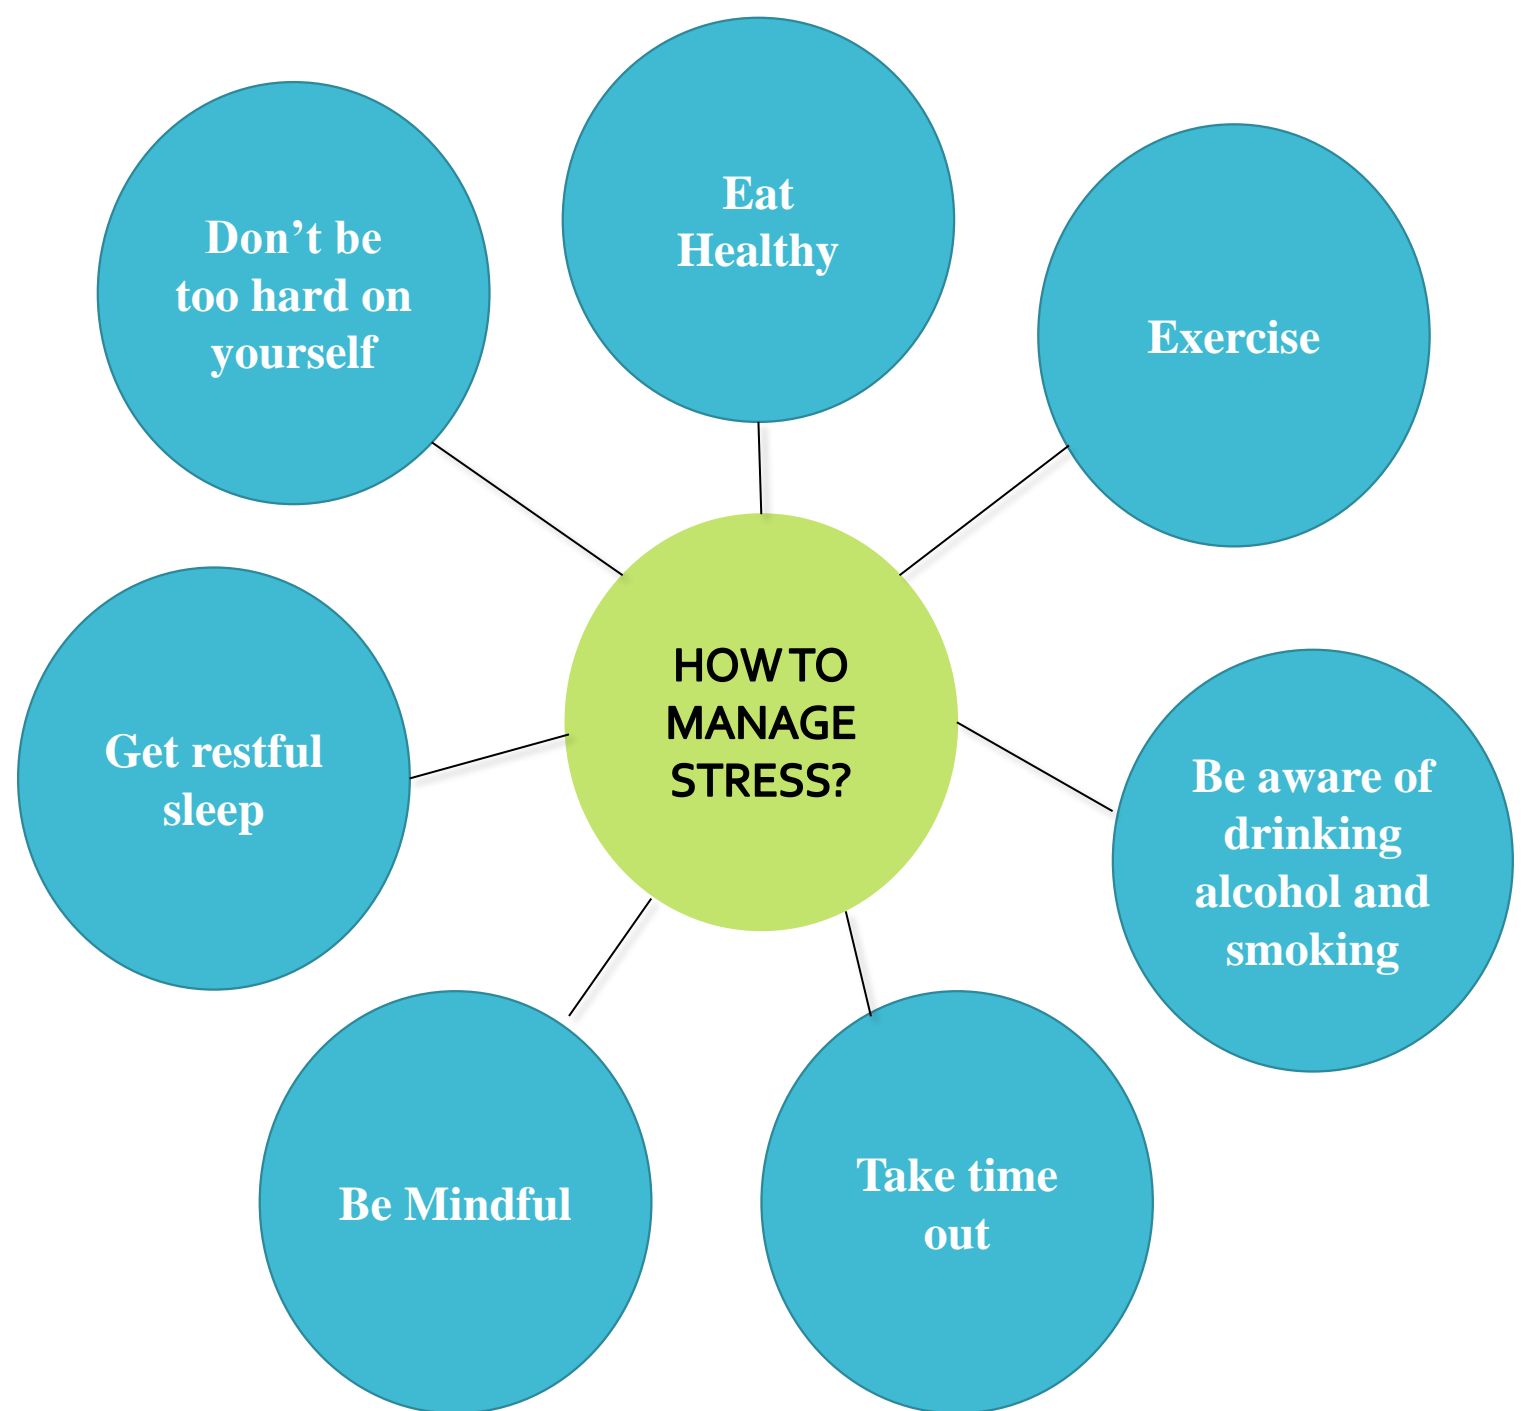 Eat
Healthy
Don’t be
too hard on
yourself
Exercise
HOW TO
MANAGE
STRESS?
Get restful
sleep
Be aware of
drinking
alcohol and
smoking
Be Mindful
Take time
out